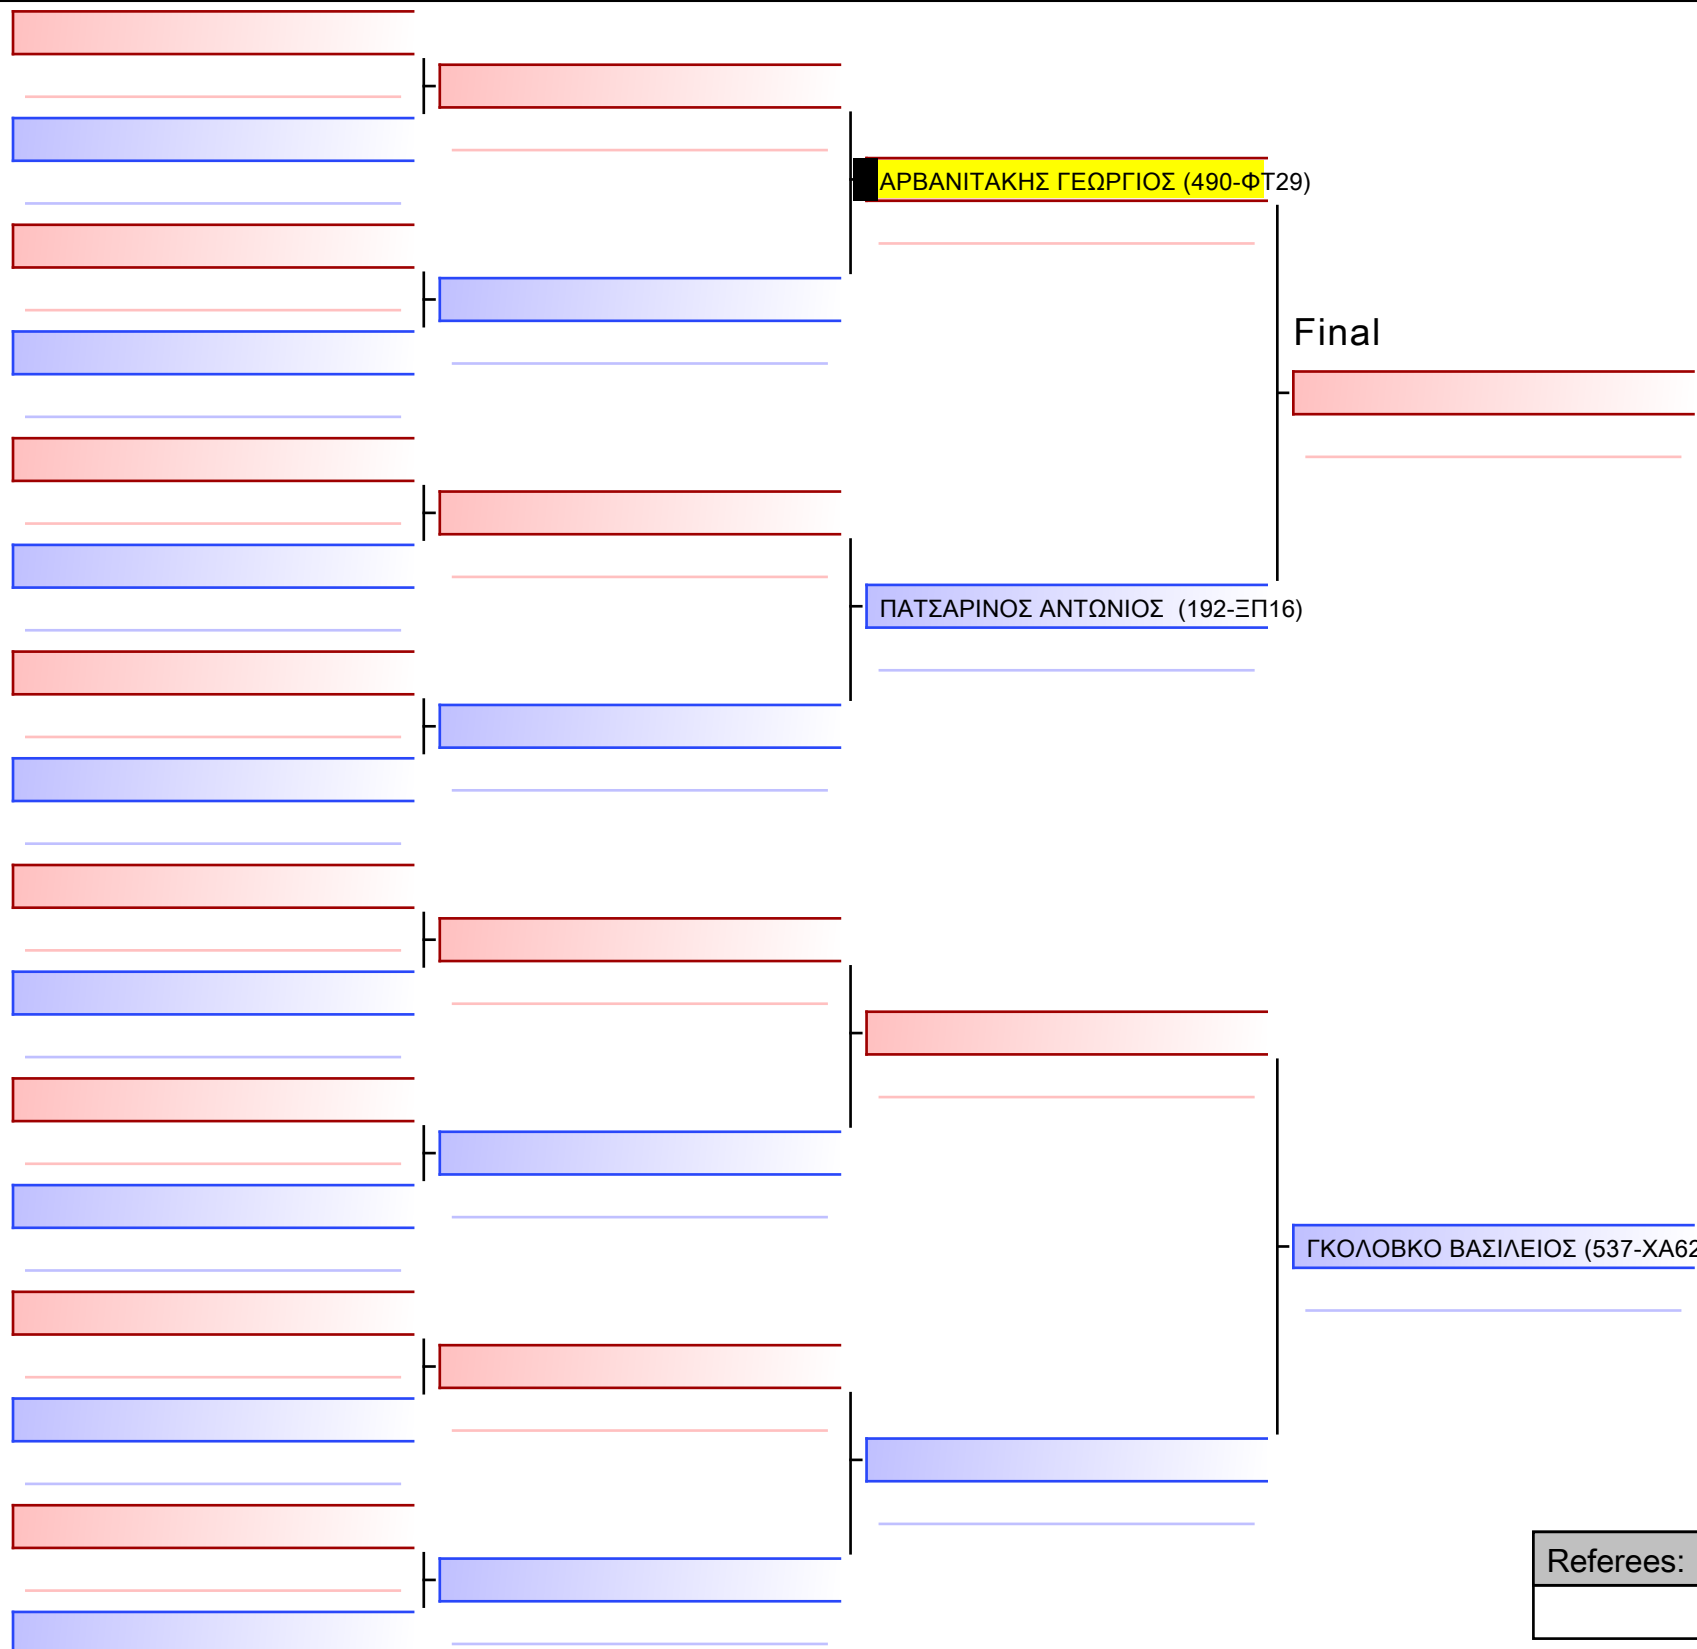 ΑΡΒΑΝΙΤΑΚΗΣ ΓΕΩΡΓΙΟΣ (490-ΦΤ29)
Final
ΠΑΤΣΑΡΙΝΟΣ ΑΝΤΩΝΙΟΣ (192-ΞΠ16)
ΓΚΟΛΟΒΚΟ ΒΑΣΙΛΕΙΟΣ (537-ΧΑ62
Referees: